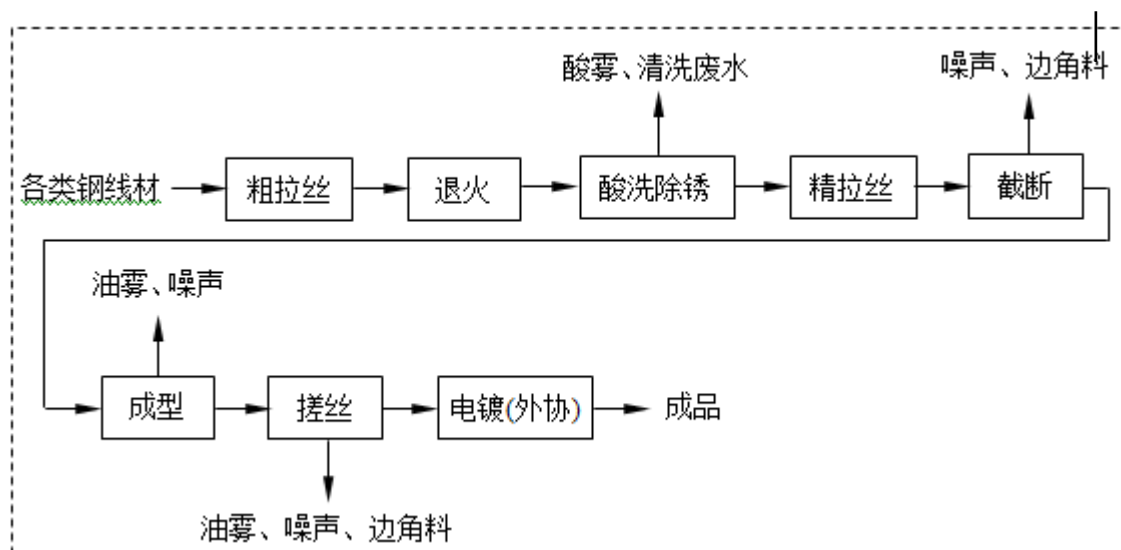 酸雾、清洗废水
噪声、边角料
各类钢线材
粗拉丝
退火
酸洗除锈
精拉丝
截断
油雾、噪声
成型
搓丝
电镀(外协)
成品
油雾、噪声、边角料